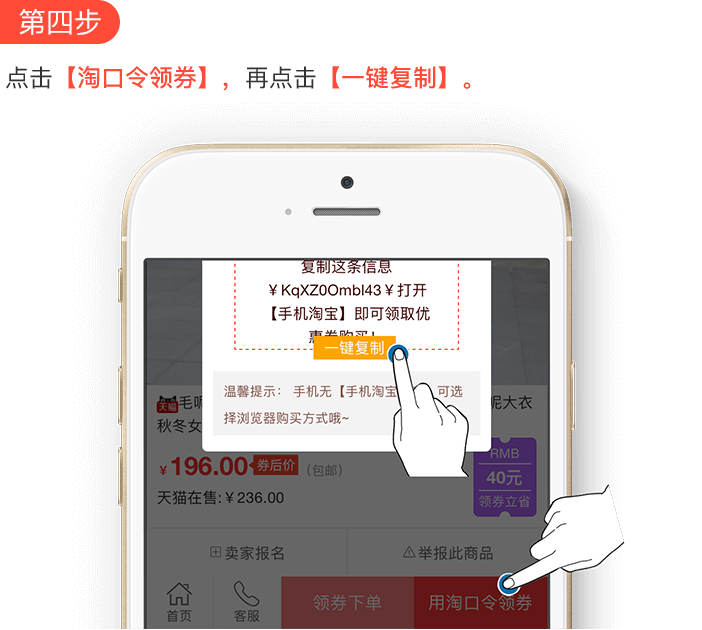 第四步
点击【淘口令领券】，再点击【一键复制】。
复制这条信息
￥KqXZ0Ombl43￥打开
【手机淘宝】即可领取优
惠券购买！
一键复制
温馨提示： 手机无【手机淘宝 可选
择浏览器购买方式哦~
天猫 毛呢 呢大衣
秋冬女
￥196.00 券后价 （包邮）
天猫在售:￥236.00
RMB
40元
领券立省
卖家报名 举报此商品
首页 客服 领券下单 用淘口令领券